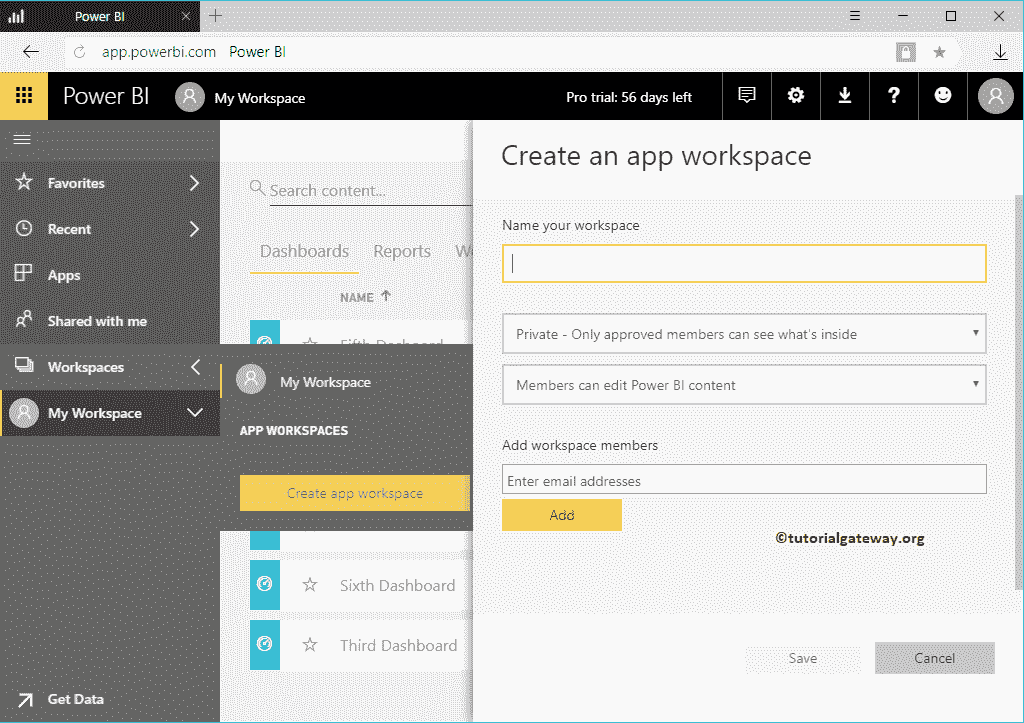 Power BI
app.powerbi.com Power BI
Power BI My Workspace Pro trial: 56 days left
Favorites
Recent
Apps
Shared with me
Workspaces
My Workspace
Get Data
Search content...
Dashboards Reports W
NAME ↑
Fifth Dashboard
My Workspace
APP WORKSPACES
Create app workspace
Sixth Dashboard
Third Dashboard
Create an app workspace
Name your workspace
Private - Only approved members can see what's inside
Members can edit Power BI content
Add workspace members
Enter email addresses
Add
©tutorialgateway.org
Save Cancel